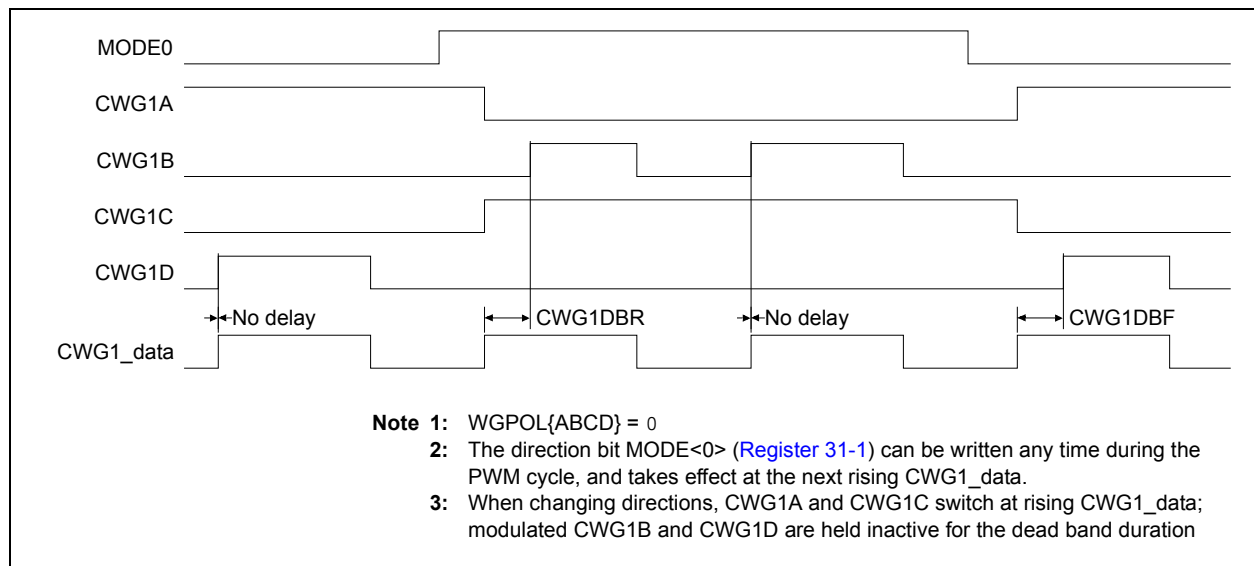 MODE0
CWG1A
CWG1B
CWG1C
CWG1D
No delay CWG1DBR No delay CWG1DBF
CWG1_data
Note 1: WGPOL{ABCD} = 0
2: The direction bit MODE<0> (Register 31-1) can be written any time during the
PWM cycle, and takes effect at the next rising CWG1_data.
3: When changing directions, CWG1A and CWG1C switch at rising CWG1_data;
modulated CWG1B and CWG1D are held inactive for the dead band duration